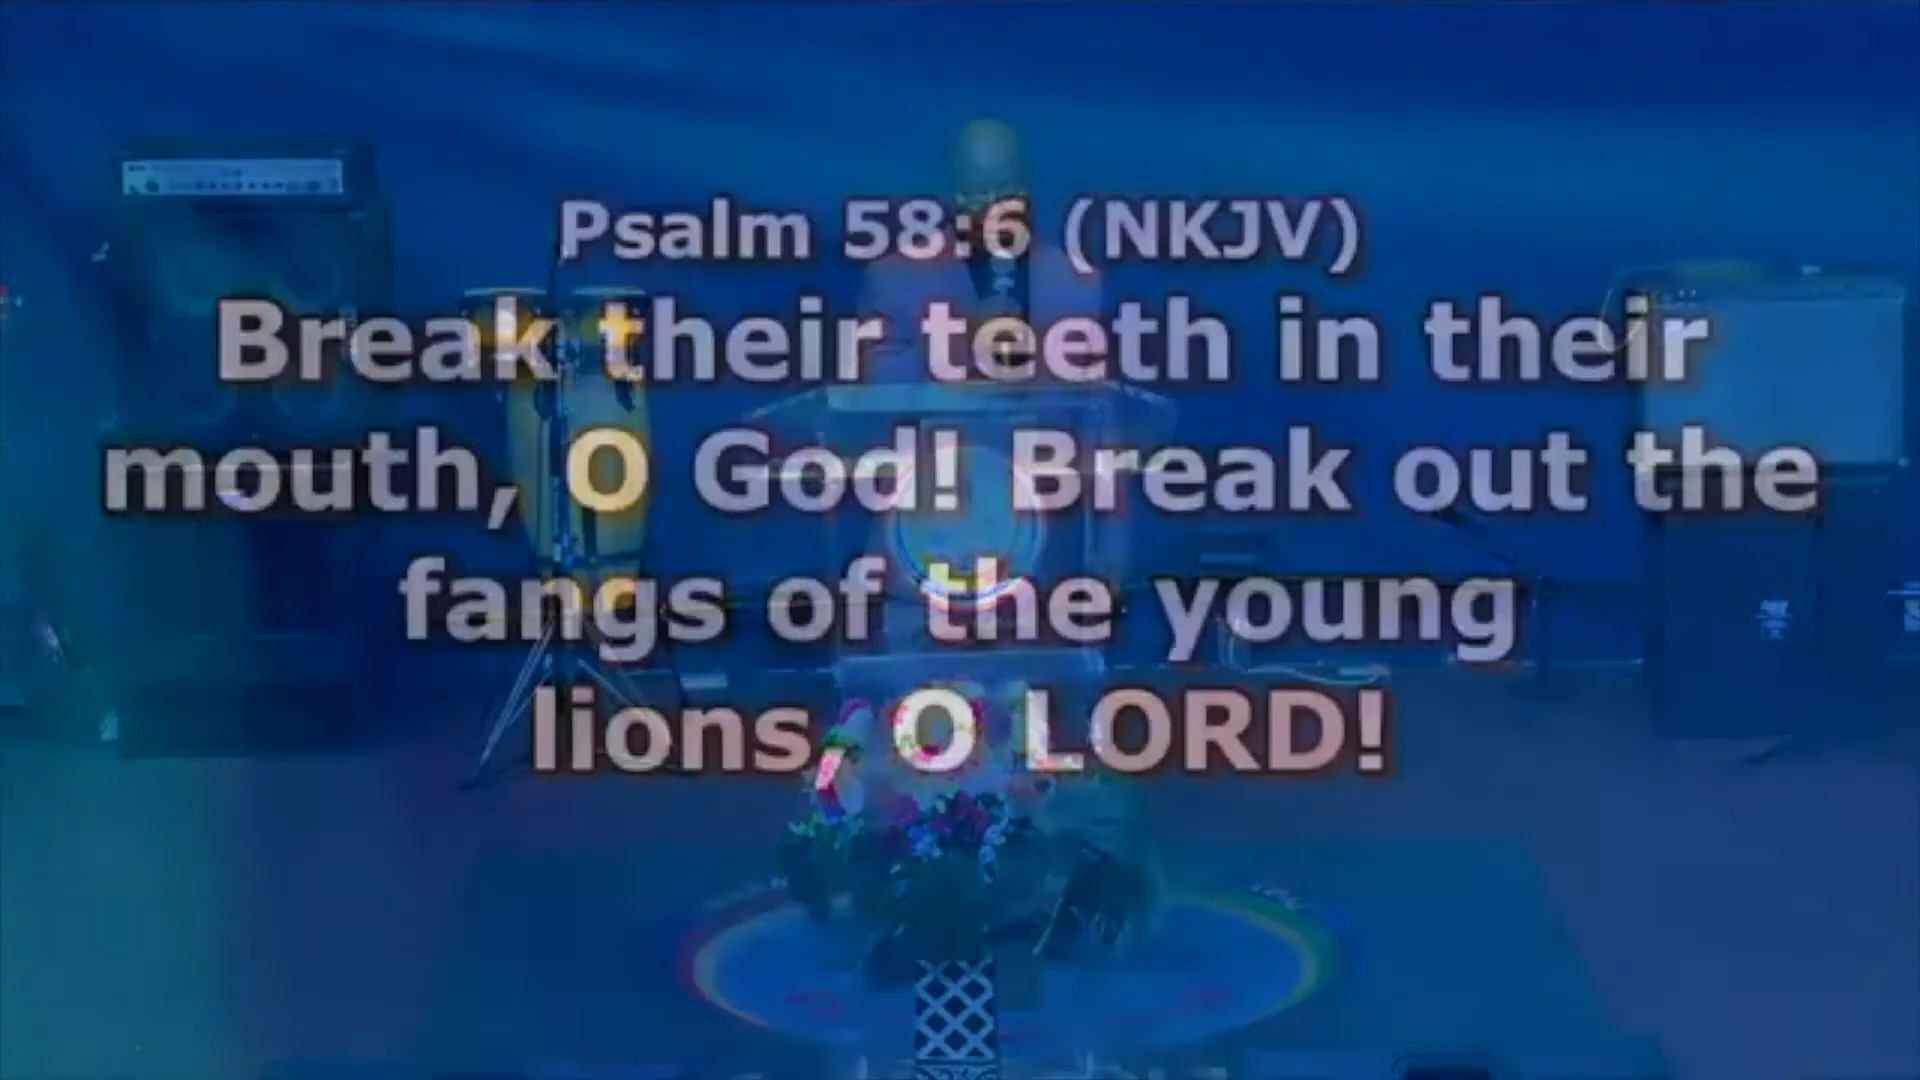 Psalm 58:6 (NKJV)
Break their teeth in their
mouth, O God! Break out the
fangs of the young
lions, O LORD!